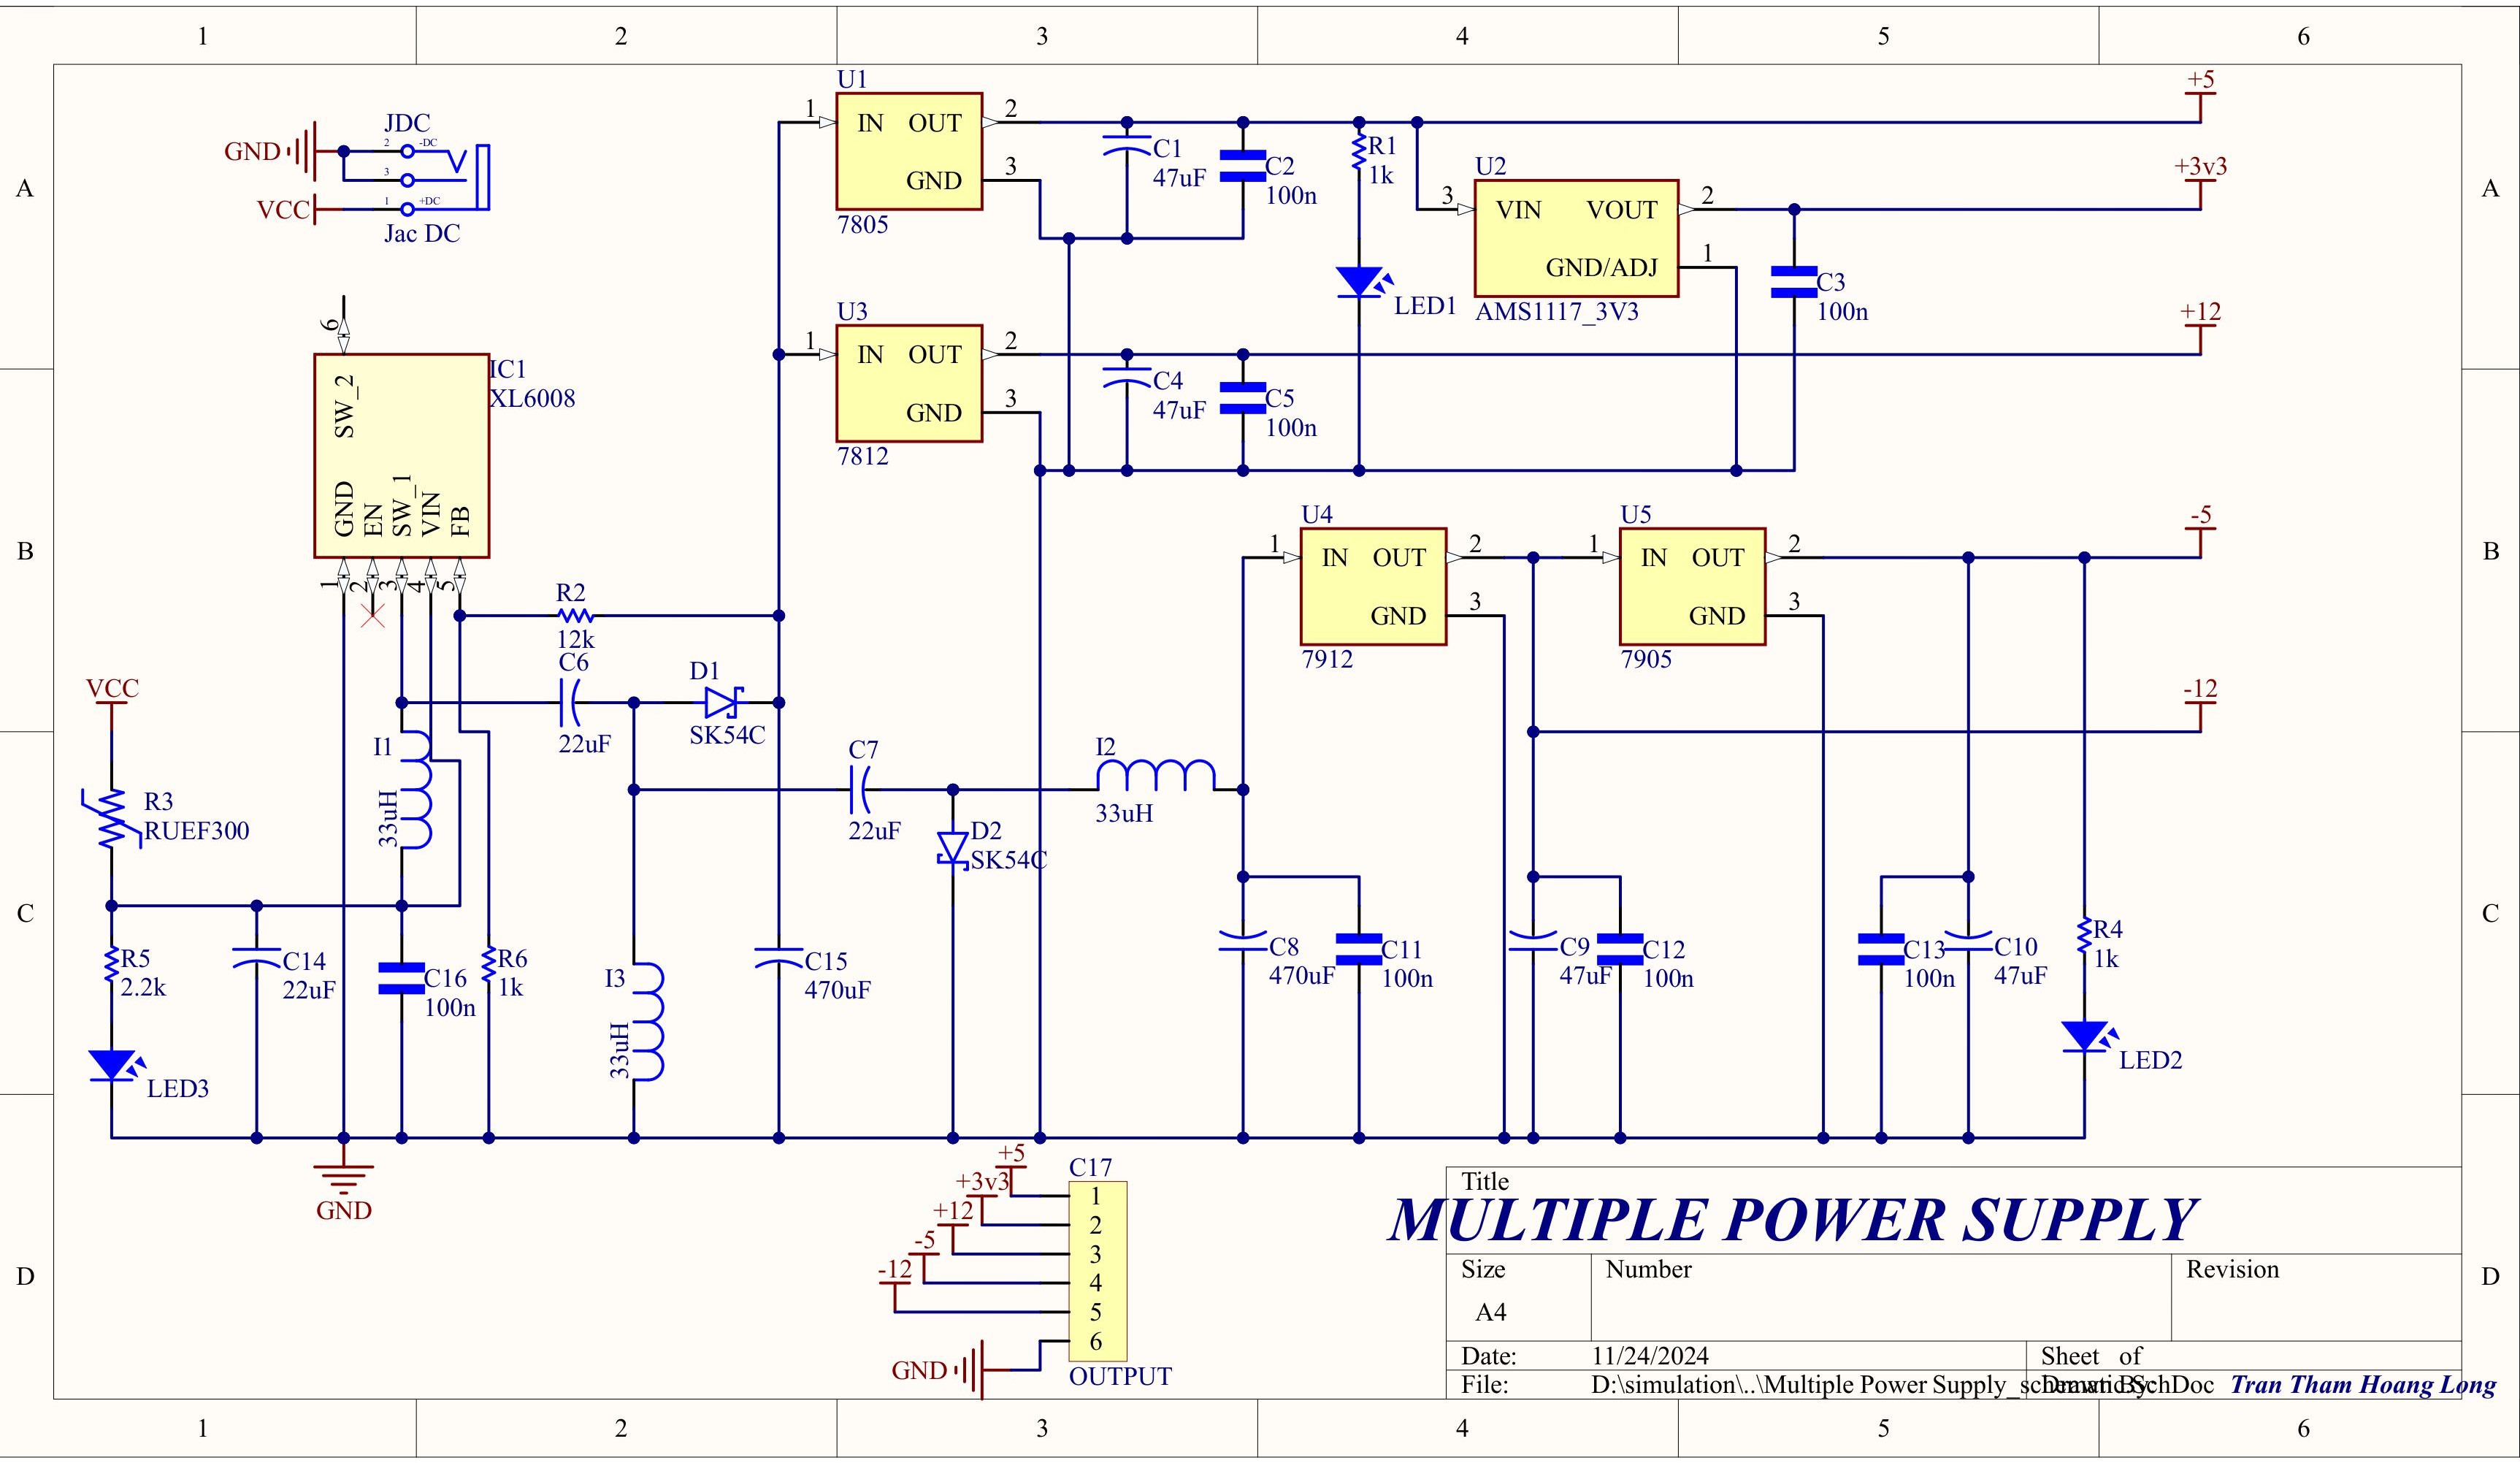 1 2 3 4 5 6
A
B
C
D
JDC
GND
2 -DC
3
VCC
1 +DC
Jac DC
6
IC1
XL6008
SW_2
GND
EN
SW_1
VIN
FB
1
2
3
4
5
U1
1 IN OUT 2
GND 3
7805
C1
47uF
C2
100n
R1
1k
LED1
+5
U2
3 VIN VOUT 2
GND/ADJ 1
AMS1117_3V3
C3
100n
+3v3
U3
1 IN OUT 2
GND 3
7812
C4
47uF
C5
100n
+12
U4
1 IN OUT 2
GND 3
7912
U5
1 IN OUT 2
GND 3
7905
-5
-12
R2
12k
C6
22uF
D1
SK54C
VCC
R3
RUEF300
I1
33uH
C7
22uF
D2
SK54C
I2
33uH
R5
2.2k
LED3
C14
22uF
C16
100n
R6
1k
I3
33uH
C15
470uF
C8
470uF
C11
100n
C9
47uF
C12
100n
C13
100n
C10
47uF
R4
1k
LED2
GND
C17
+5 1
+3v3 2
+12 3
-5 4
-12 5
GND 6
OUTPUT
Title
MULTIPLE POWER SUPPLY
Size Number Revision
A4
Date: 11/24/2024 Sheet of
File: D:\simulation\..\Multiple Power Supply_schematic.SchDoc Drawn By: Tran Tham Hoang Long
A
B
C
D
1 2 3 4 5 6